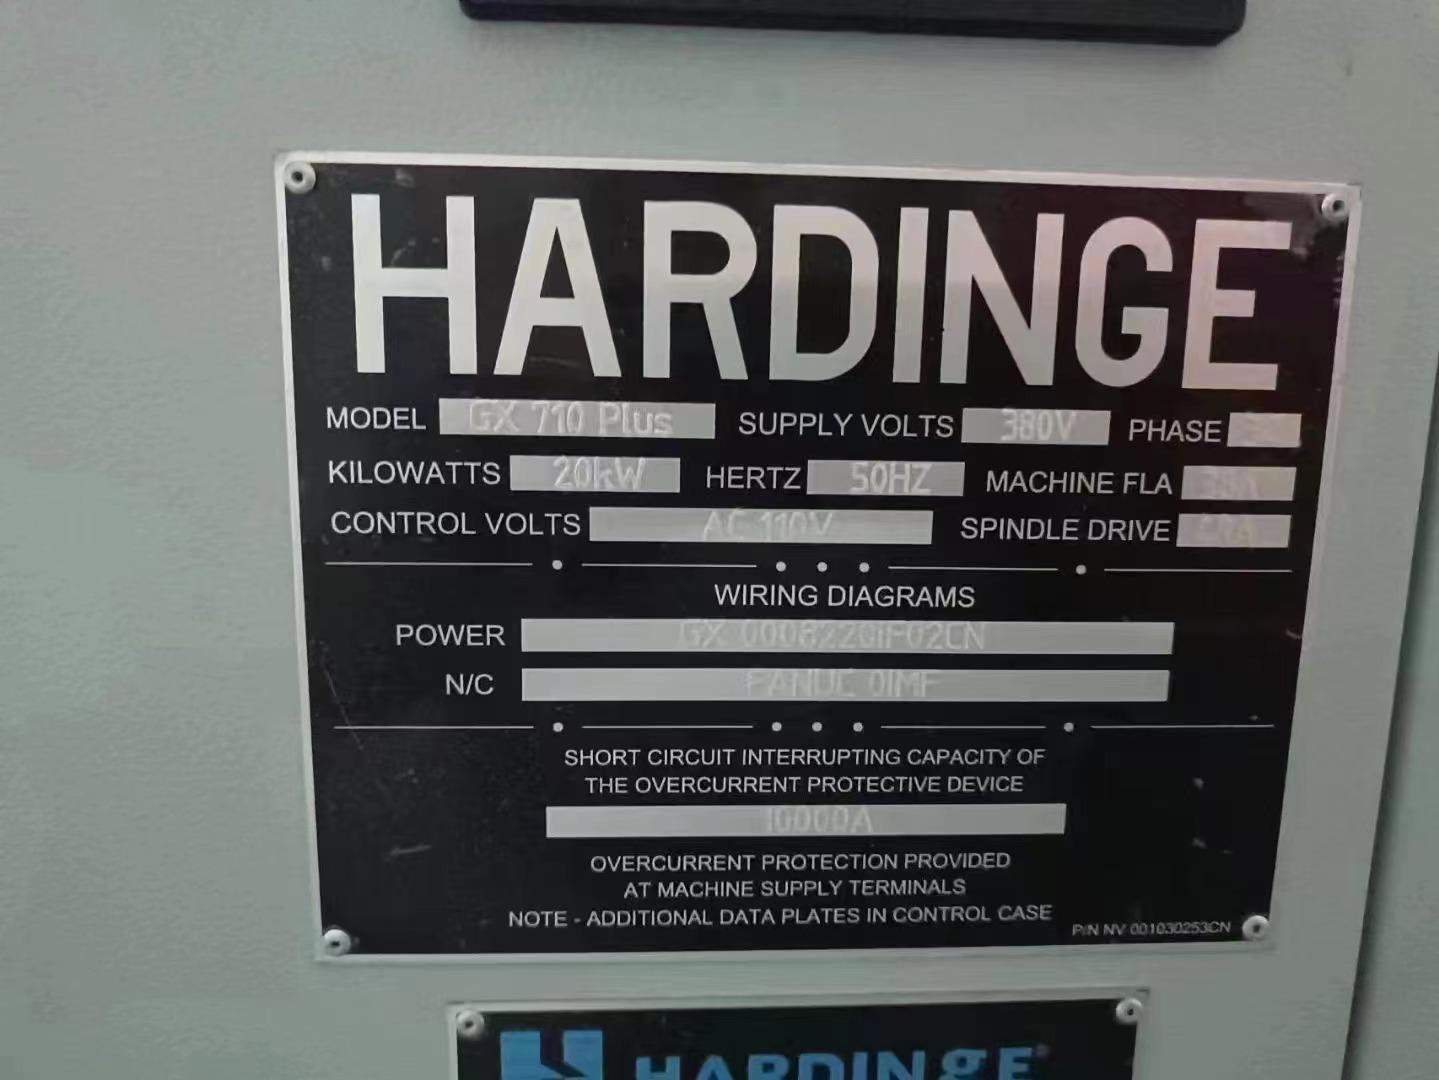 HARDINGE
MODEL GX 710 Plus SUPPLY VOLTS 380V PHASE
KILOWATTS 20kW HERTZ 50HZ MACHINE FLA
CONTROL VOLTS AC 110V SPINDLE DRIVE
WIRING DIAGRAMS
POWER GX
N/C FANUC 0IMF
SHORT CIRCUIT INTERRUPTING CAPACITY OF
THE OVERCURRENT PROTECTIVE DEVICE
10000A
OVERCURRENT PROTECTION PROVIDED
AT MACHINE SUPPLY TERMINALS
NOTE - ADDITIONAL DATA PLATES IN CONTROL CASE
P/N NV 001030253CN
HARDINGE